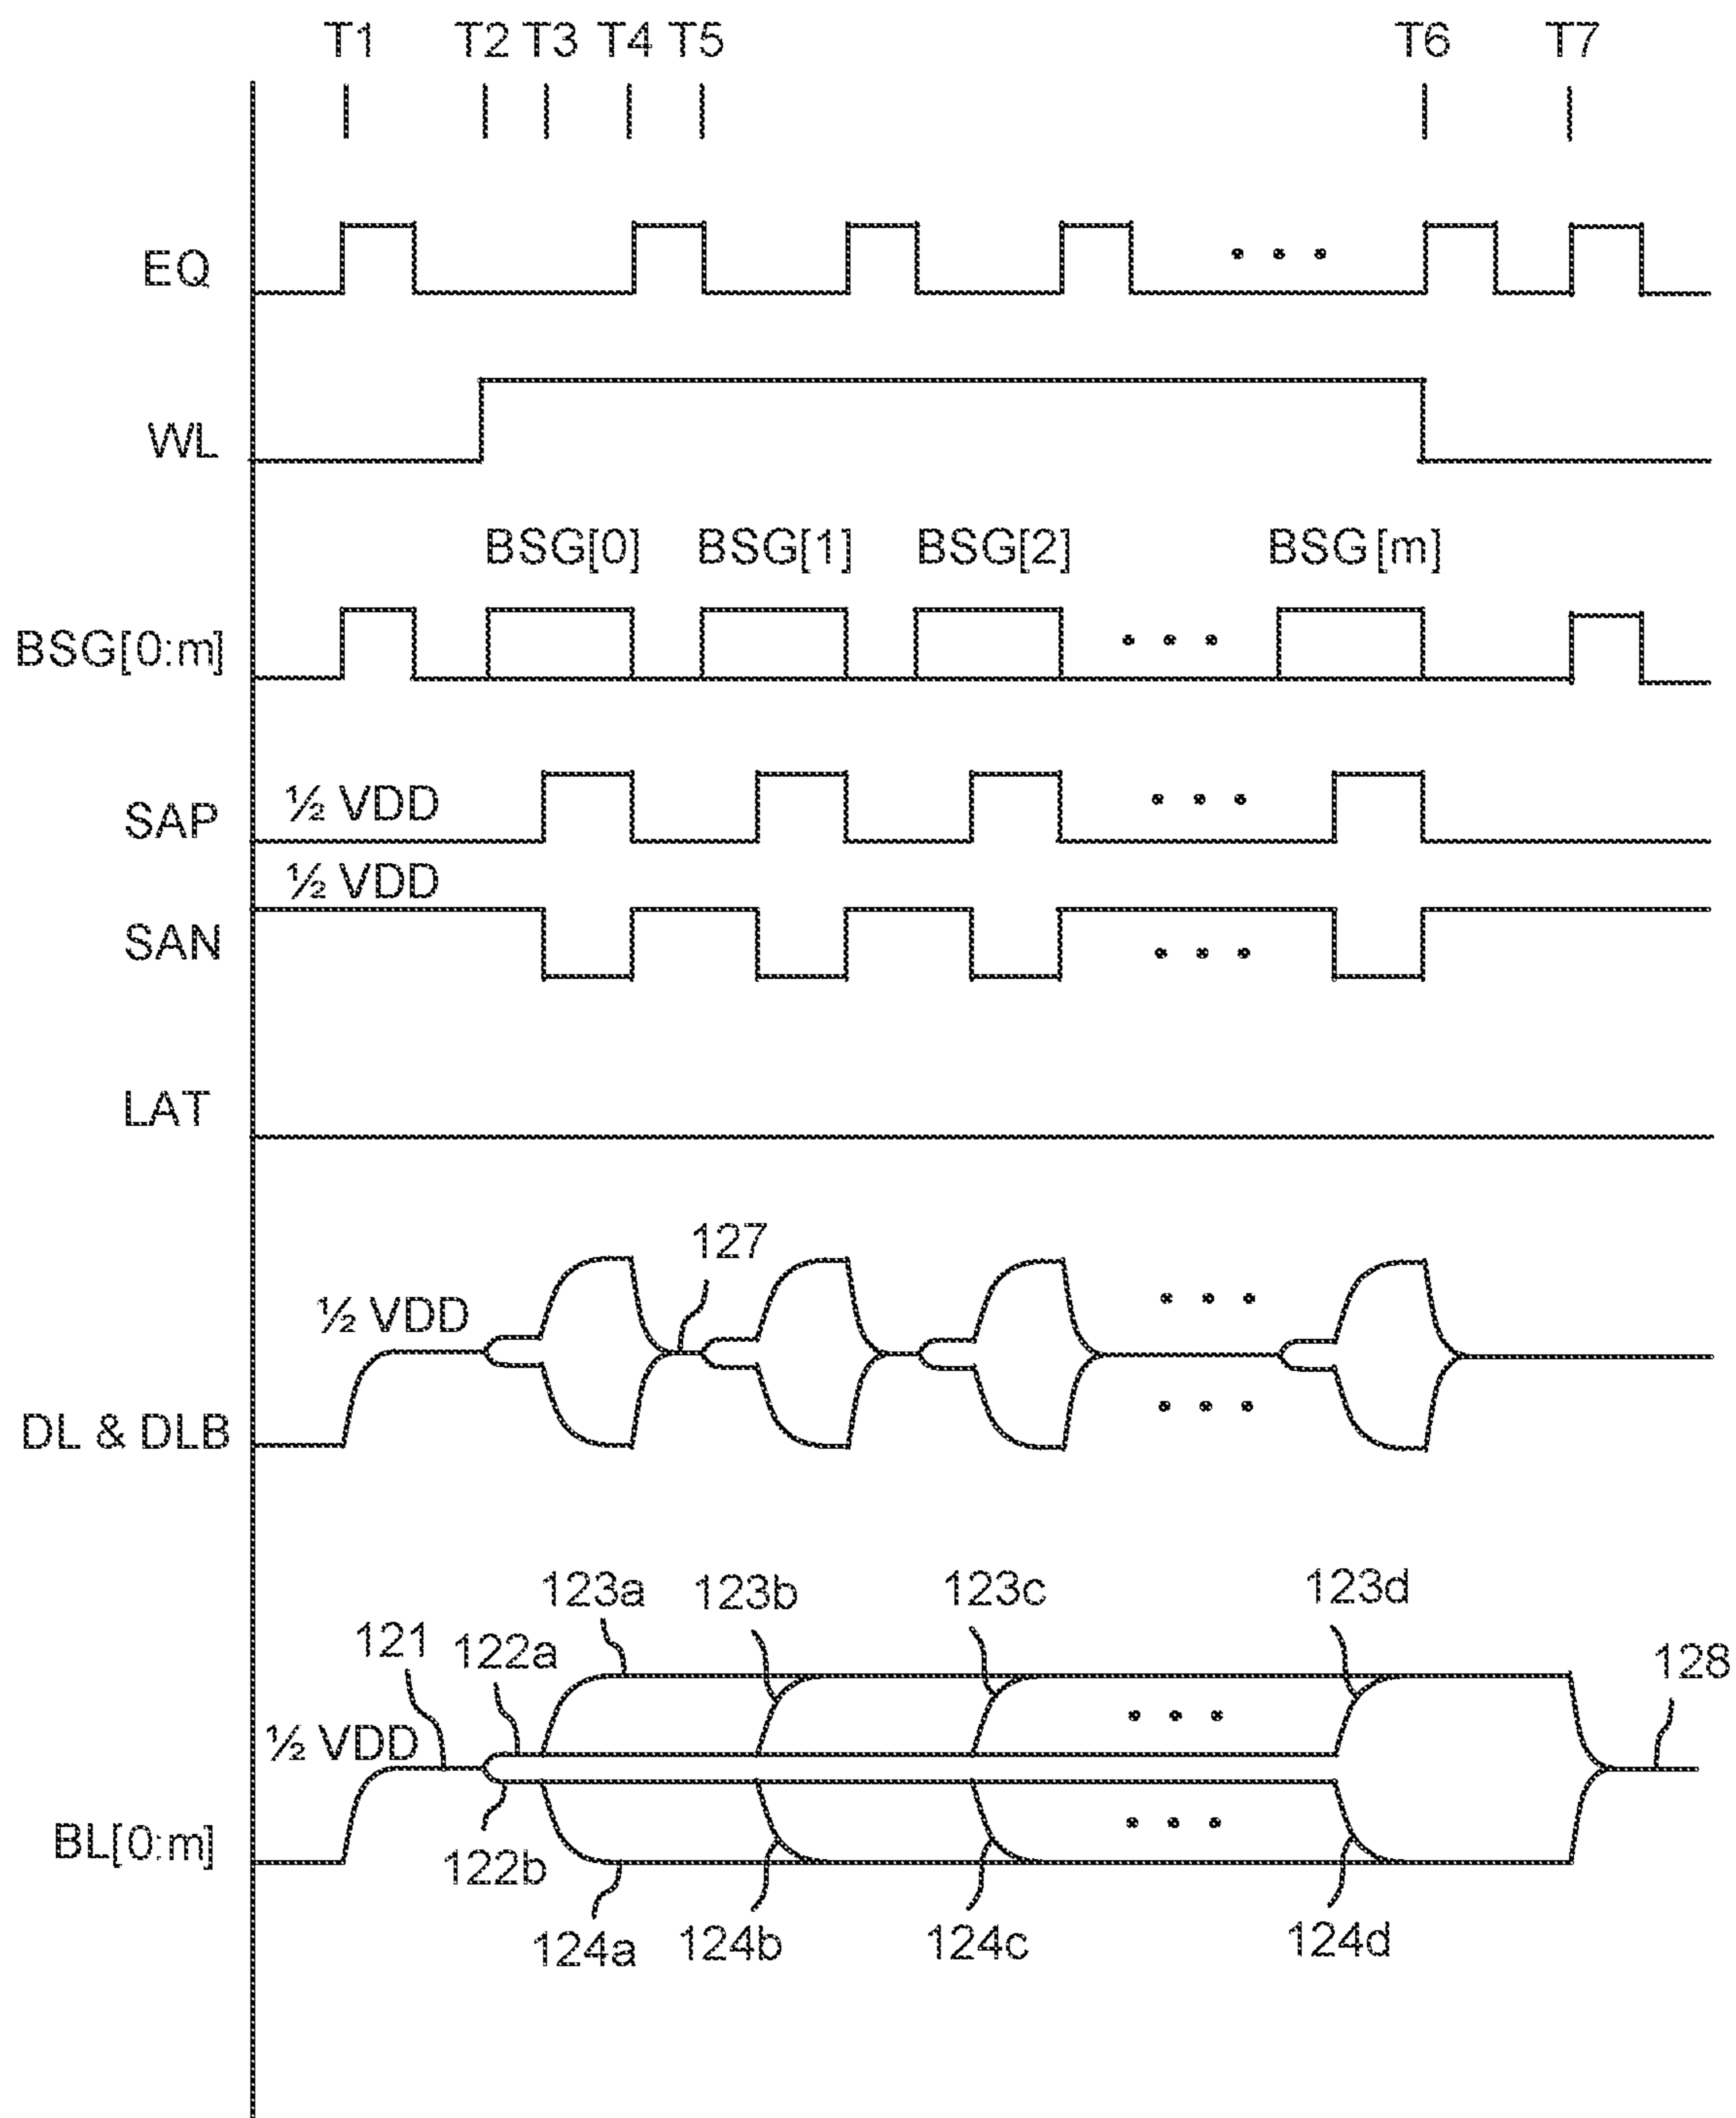 T1 T2 T3 T4 T5 T6 T7
EQ
WL
BSG[0] BSG[1] BSG[2] BSG[m]
BSG[0:m]
½ VDD
SAP
½ VDD
SAN
LAT
127
½ VDD
DL & DLB
123a 123b 123c 123d
121 122a 128
½ VDD
BL[0:m]
122b
124a 124b 124c 124d